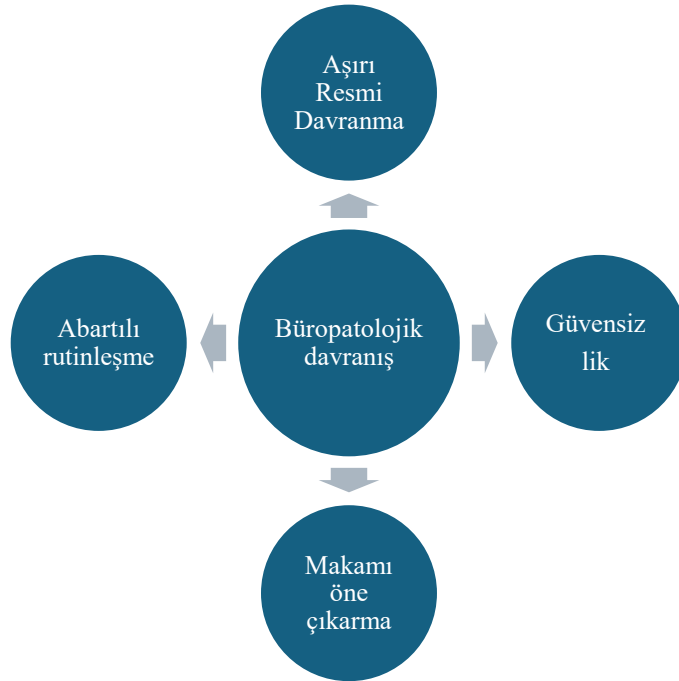 Aşırı
Resmi
Davranma
Abartılı
rutinleşme
Büropatolojik
davranış
Güvensiz
lik
Makamı
öne
çıkarma